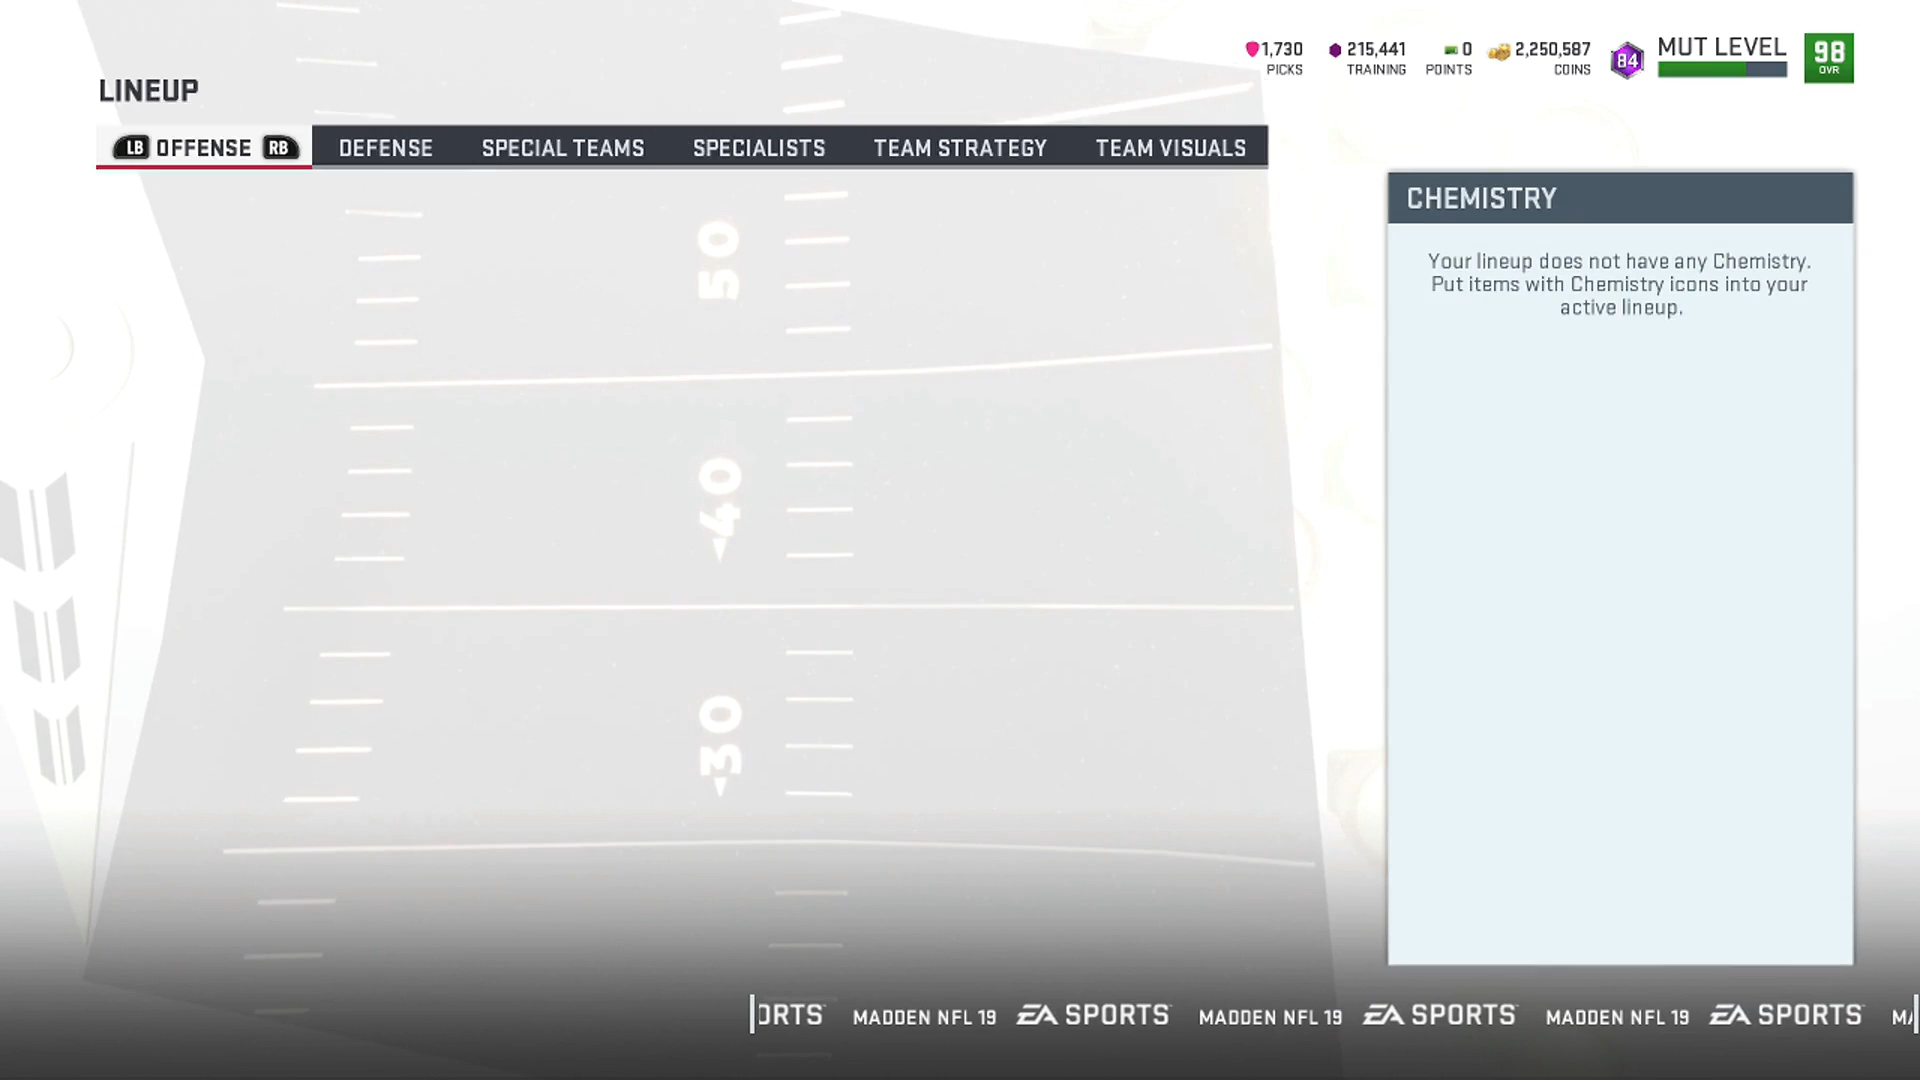 LINEUP
1,730 PICKS
215,441 TRAINING
0 POINTS
2,250,587 COINS
84
MUT LEVEL
98 OVR
LB OFFENSE RB
DEFENSE
SPECIAL TEAMS
SPECIALISTS
TEAM STRATEGY
TEAM VISUALS
CHEMISTRY
Your lineup does not have any Chemistry.
Put items with Chemistry icons into your
active lineup.
50
40
30
ORTS MADDEN NFL 19 EA SPORTS MADDEN NFL 19 EA SPORTS MADDEN NFL 19 EA SPORTS MA